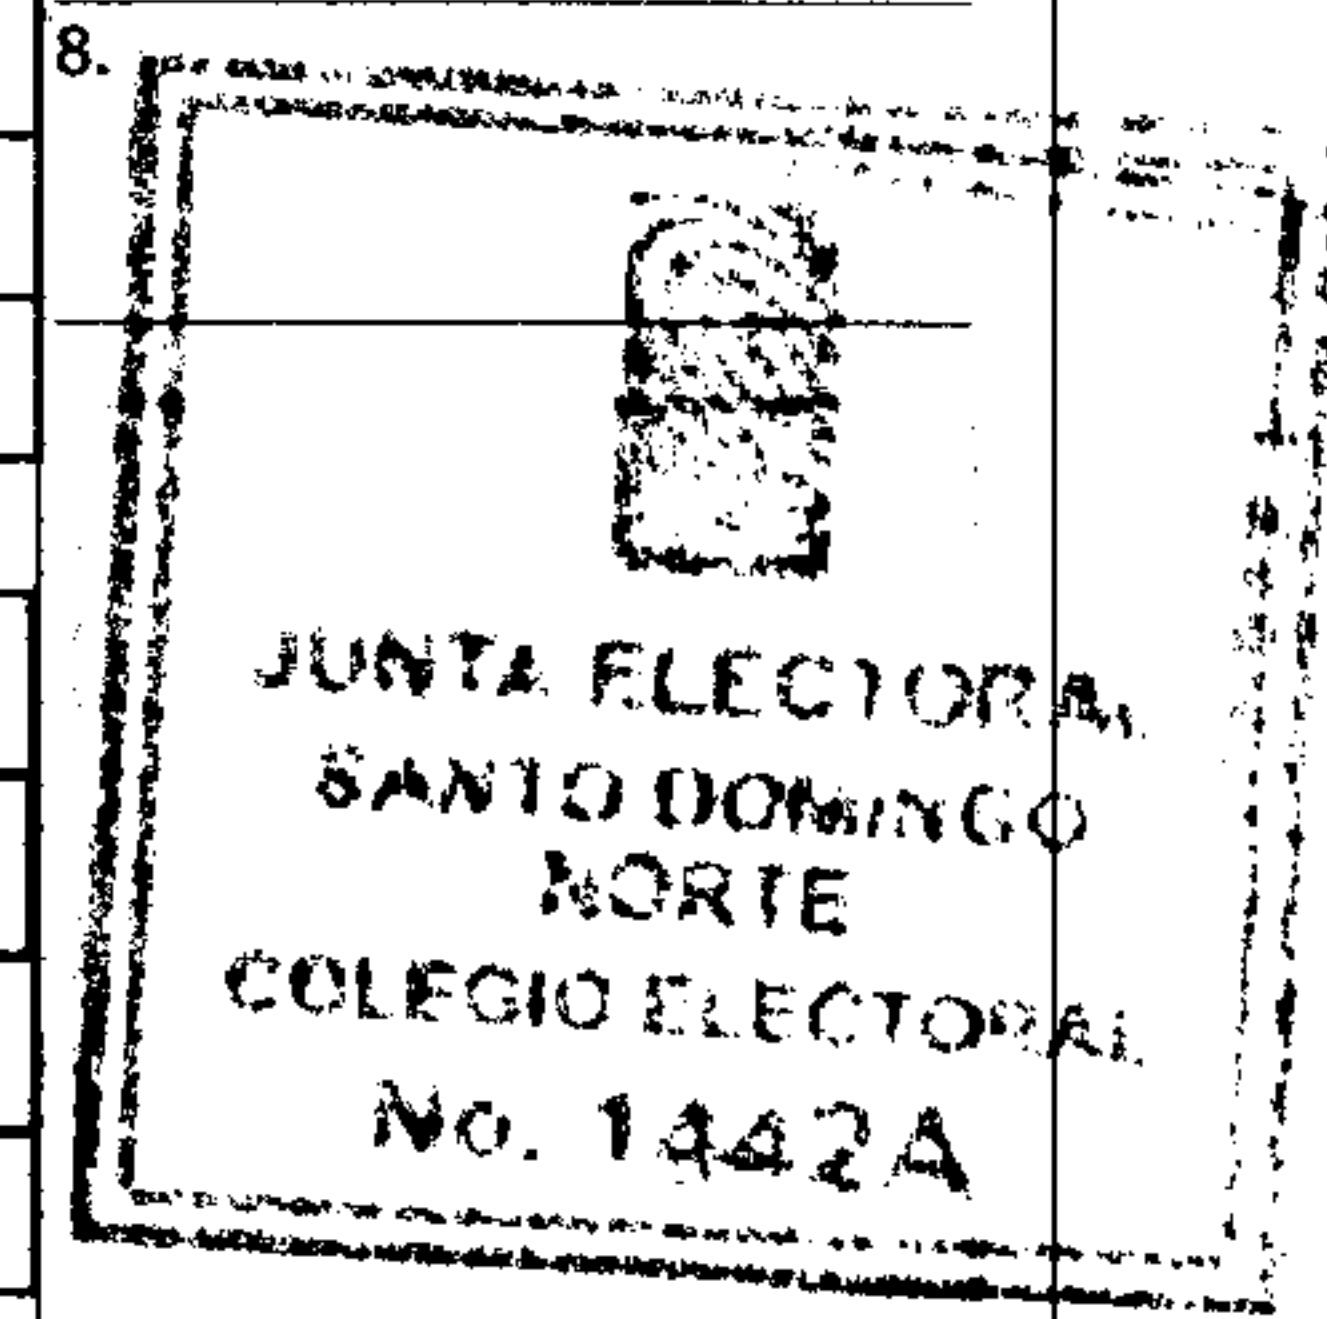 8.
JUNTA ELECTORAL
SANTO DOMINGO
NORTE
COLEGIO ELECTORAL
No. 1442A